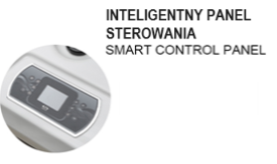 INTELIGENTNY PANEL
STEROWANIA
SMART CONTROL PANEL